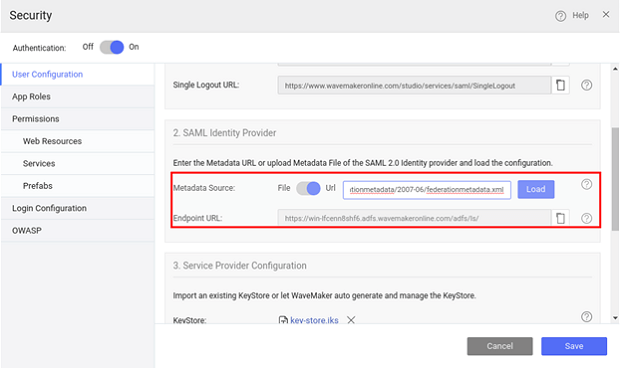 Security
Help
Authentication: Off On
User Configuration
App Roles
Permissions
Web Resources
Services
Prefabs
Login Configuration
OWASP
Single Logout URL: https://www.wavemakeronline.com/studio/services/saml/SingleLogout
2. SAML Identity Provider
Enter the Metadata URL or upload Metadata File of the SAML 2.0 Identity provider and load the configuration.
Metadata Source: File Url itionmetadata/2007-06/federationmetadata.xml Load
Endpoint URL: https://win-lfcenn8shf6.adfs.wavemakeronline.com/adfs/ls/
3. Service Provider Configuration
Import an existing KeyStore or let WaveMaker auto generate and manage the KeyStore.
KeyStore: key-store.jks
Cancel Save